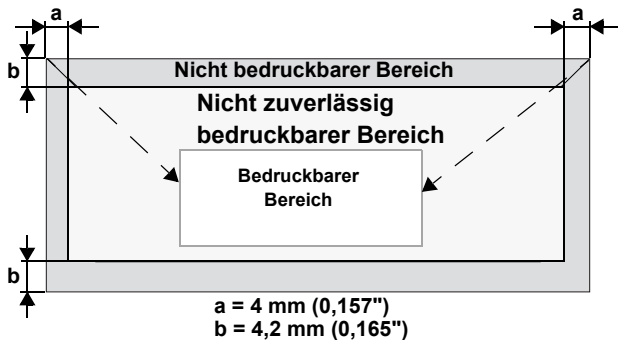 a
a
b
Nicht bedruckbarer Bereich
Nicht zuverlässig
bedruckbarer Bereich
Bedruckbarer
Bereich
b
a = 4 mm (0,157")
b = 4,2 mm (0,165")